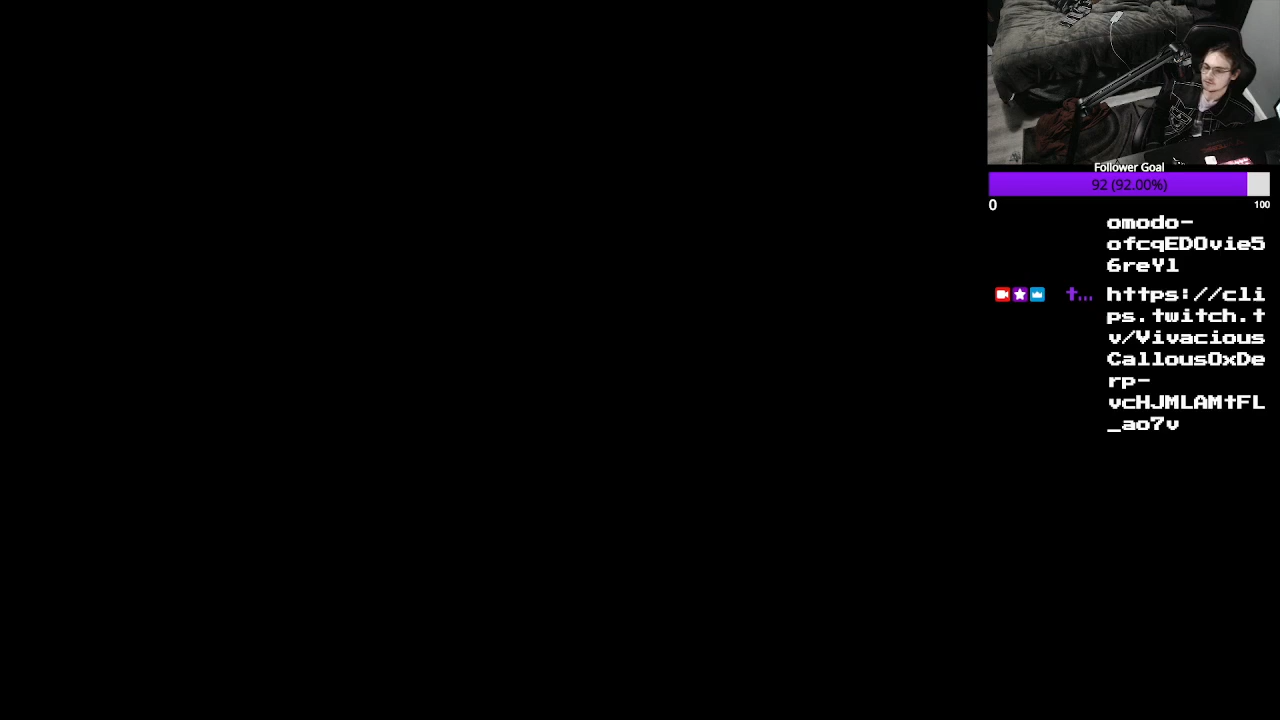 Follower Goal
92 (92.00%)
0
100
omodo-
ofcqEDOvie5
6reYl
t... https://cli
ps.twitch.t
v/Vivacious
CallousOxDe
rp-
vcHJMLAMtFL
_ao7v